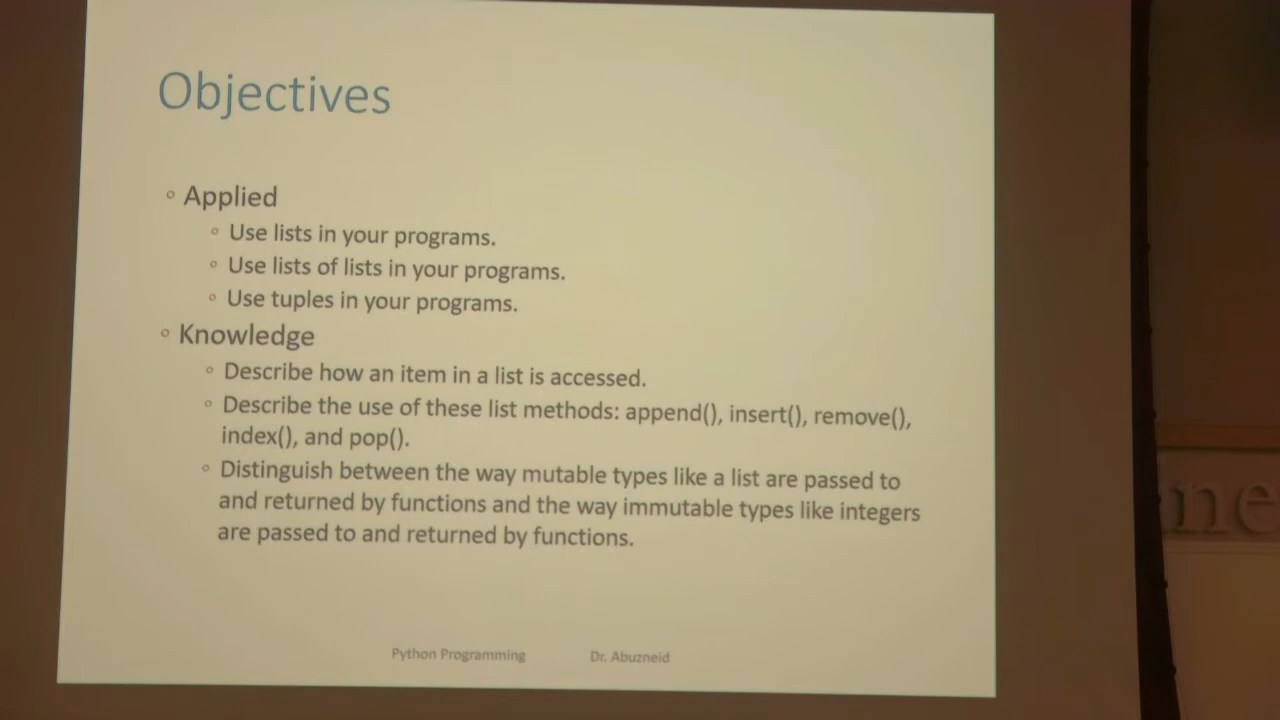 Objectives
◦ Applied
◦ Use lists in your programs.
◦ Use lists of lists in your programs.
◦ Use tuples in your programs.
◦ Knowledge
◦ Describe how an item in a list is accessed.
◦ Describe the use of these list methods: append(), insert(), remove(),
index(), and pop().
◦ Distinguish between the way mutable types like a list are passed to
and returned by functions and the way immutable types like integers
are passed to and returned by functions.
Python Programming Dr. Abuzneid
ne